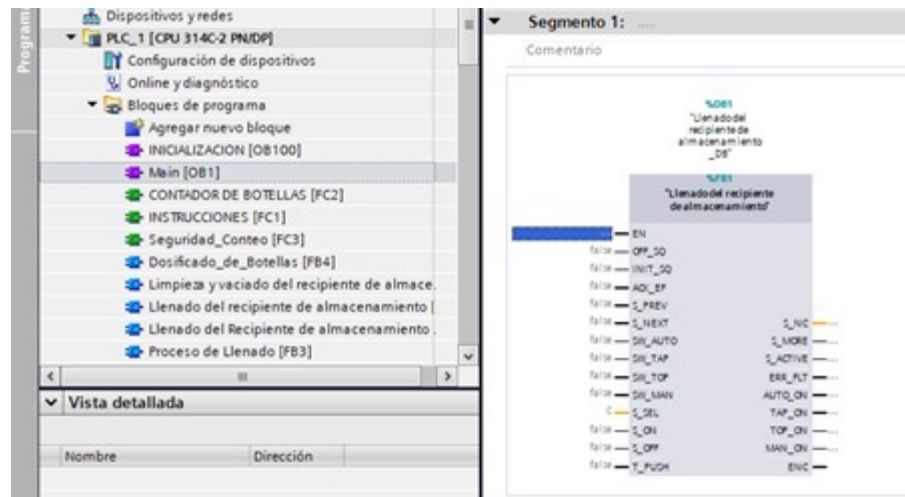 Program
Dispositivos y redes
PLC_1 [CPU 314C-2 PN/DP]
Configuración de dispositivos
Online y diagnóstico
Bloques de programa
Agregar nuevo bloque
INICIALIZACION [OB100]
Main [OB1]
CONTADOR DE BOTELLAS [FC2]
INSTRUCCIONES [FC1]
Seguridad_Conteo [FC3]
Dosificado_de_Botellas [FB4]
Limpieza y vaciado del recipiente de almace.
Llenado del recipiente de almacenamiento [
Llenado del Recipiente de almacenamiento .
Proceso de Llenado [FB3]
Vista detallada
Nombre Dirección
Segmento 1: .....
Comentario
%DB1
"Llenado del
recipiente de
almacenamiento
_DB"
%FB1
"Llenado del recipiente
de almacenamiento"
EN
false OFF_SQ
false INIT_SQ
false ACK_EF
false S_PREV
false S_NEXT S_NO ...
false SW_AUTO S_MORE ...
false SW_TAP S_ACTIVE ...
false SW_TOP ERR_FLT ...
false SW_MAN AUTO_ON ...
S_SEL TAP_ON ...
false S_ON TOP_ON ...
false S_OFF MAN_ON ...
false T_PUSH ENO